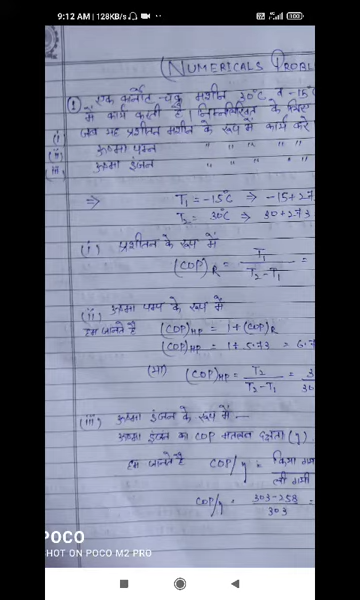 9:12 AM | 128KB/s
100
NUMERICALS PROBL
① एक कार्नोट-चक्र मशीन 30°C व -15°C
में कार्य करती है निम्नलिखित के लिए
(i) जब यह प्रशीतन मशीन के रूप में कार्य करे
(ii) ऊष्मा पम्प " " " " "
(iii) ऊष्मा इंजन " " " " "
⇒ T₁ = -15°C ⇒ -15+27
T₂ = 30°C ⇒ 30+273
(i) प्रशीतन के रूप में
(COP)R = T₁/(T₂-T₁) =
(ii) ऊष्मा पम्प के रूप में
हम जानते है (COP)HP = 1+(COP)R
(COP)HP = 1+5.73 = 6.7
(या) (COP)HP = T₂/(T₂-T₁) = 3/30
(iii) ऊष्मा इंजन के रूप में—
ऊष्मा इंजन का COP मतलब दक्षता (η)
हम जानते है COP/η = किया गया/ली गयी
COP/η = (303-258)/303 =
POCO
SHOT ON POCO M2 PRO